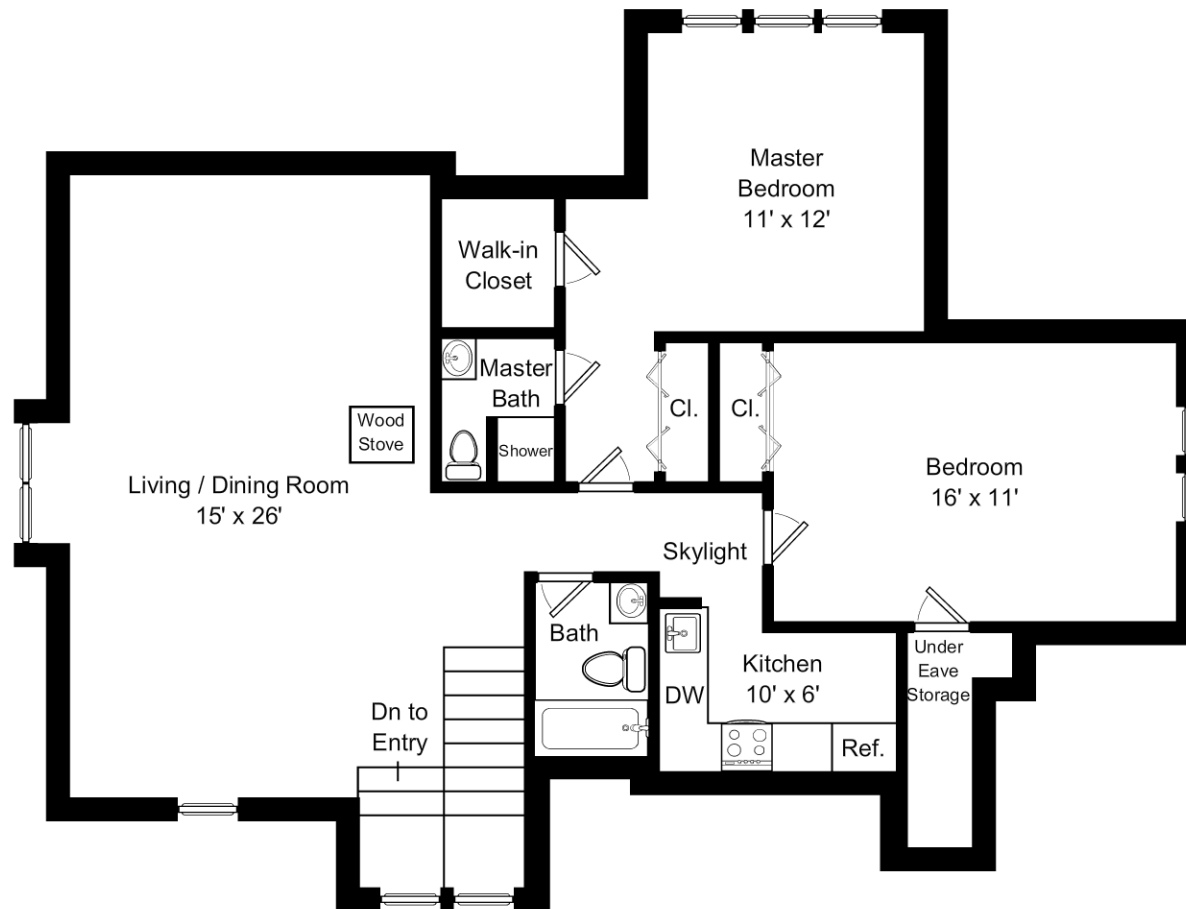 Master
Bedroom
11' x 12'
Walk-in
Closet
Master
Bath
Shower
Cl.
Cl.
Wood
Stove
Living / Dining Room
15' x 26'
Bedroom
16' x 11'
Skylight
Bath
Kitchen
10' x 6'
DW
Ref.
Under
Eave
Storage
Dn to
Entry